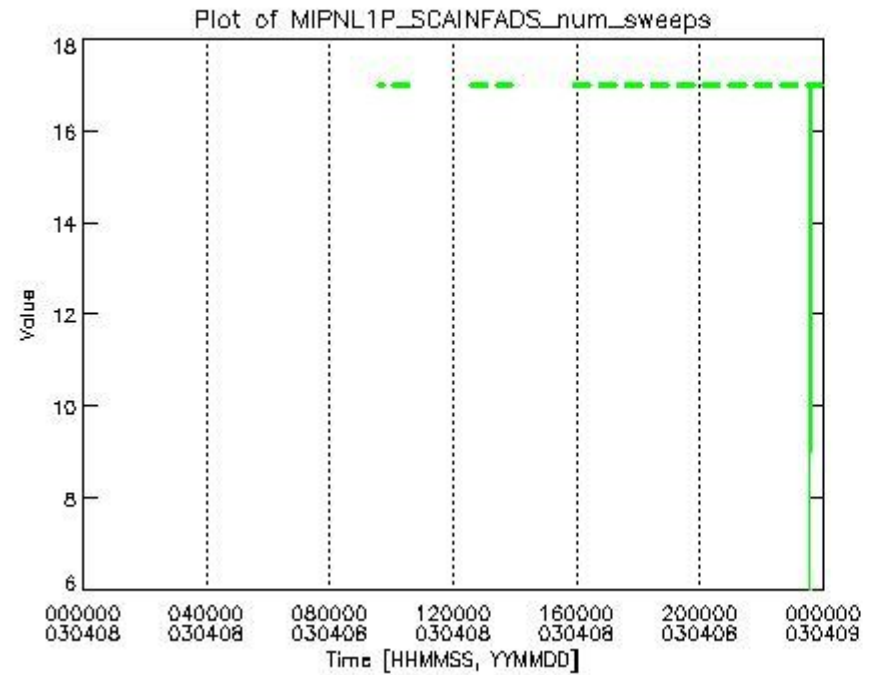 Plot of MIPNL1P_SCAINFADS_num_sweeps
18
16
14
12
10
8
6
Value
000000 040000 080000 120000 160000 200000 000000
030408 030408 030408 030408 030408 030408 030409
Time [HHMMSS, YYMMDD]